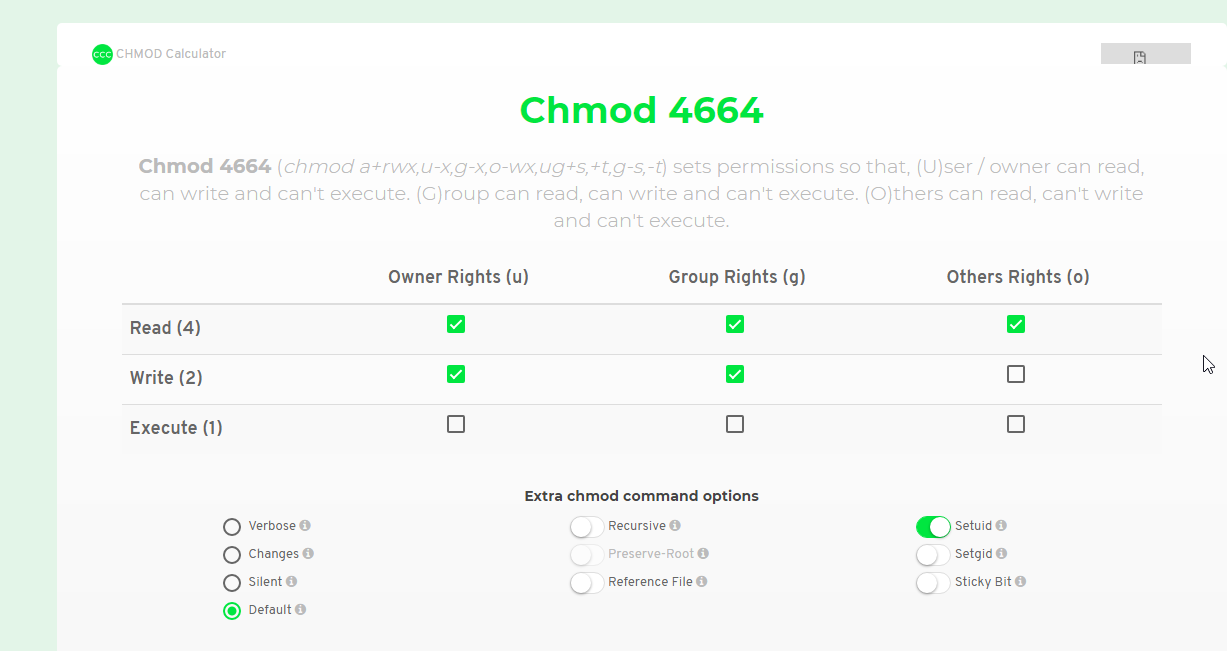 CCC CHMOD Calculator
Chmod 4664
Chmod 4664 (chmod a+rwx,u-x,g-x,o-wx,ug+s,+t,g-s,-t) sets permissions so that, (U)ser / owner can read,
can write and can't execute. (G)roup can read, can write and can't execute. (O)thers can read, can't write
and can't execute.
Owner Rights (u) Group Rights (g) Others Rights (o)
Read (4)
Write (2)
Execute (1)
Extra chmod command options
Verbose Recursive Setuid
Changes Preserve-Root Setgid
Silent Reference File Sticky Bit
Default